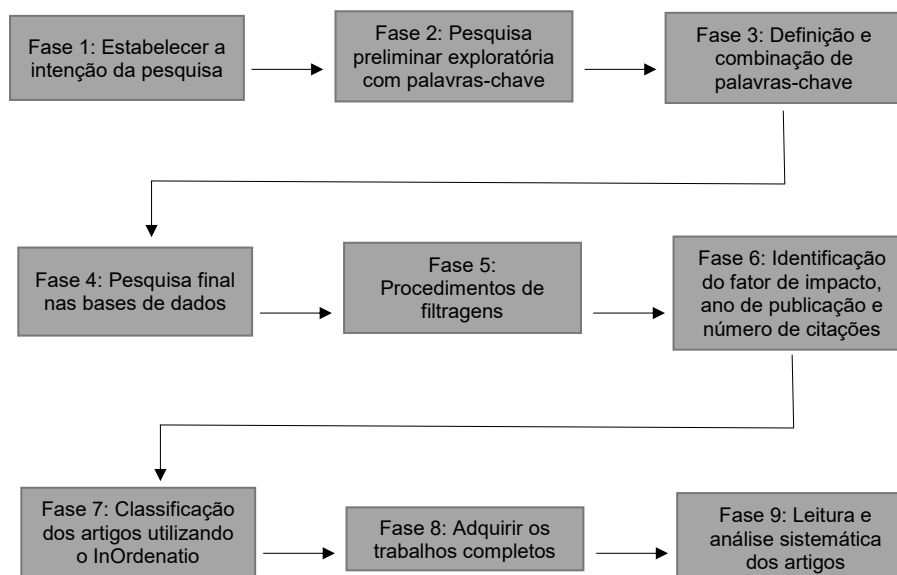 Fase 1: Estabelecer a
intenção da pesquisa
Fase 2: Pesquisa
preliminar exploratória
com palavras-chave
Fase 3: Definição e
combinação de
palavras-chave
Fase 4: Pesquisa final
nas bases de dados
Fase 5:
Procedimentos de
filtragens
Fase 6: Identificação
do fator de impacto,
ano de publicação e
número de citações
Fase 7: Classificação
dos artigos utilizando
o InOrdenatio
Fase 8: Adquirir os
trabalhos completos
Fase 9: Leitura e
análise sistemática
dos artigos